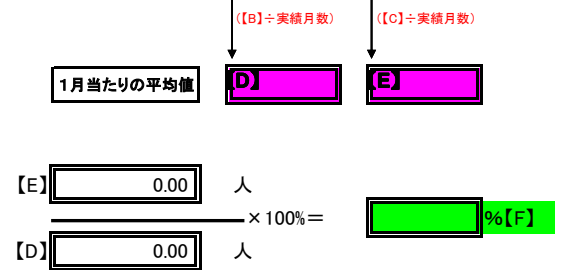 (【B】÷実績月数) (【C】÷実績月数)
１月当たりの平均値 【D】 【E】
【E】 0.00 人
×100%＝ %【F】
【D】 0.00 人